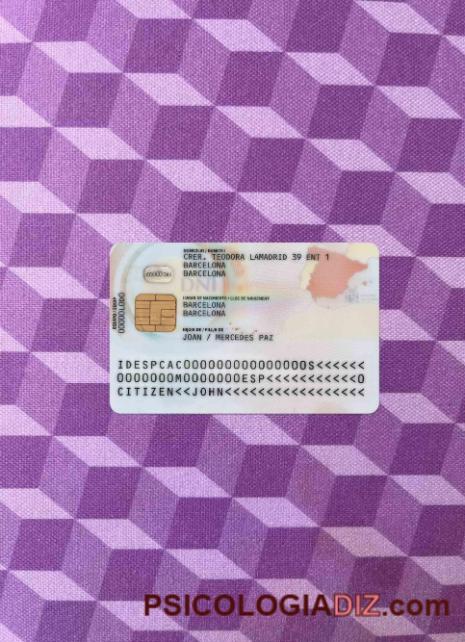 DOMICILIO / DOMICILI
CRER. TEODORA LAMADRID 39 ENT 1
BARCELONA
BARCELONA
DNI
LUGAR DE NACIMIENTO / LLOC DE NAIXEMENT
BARCELONA
BARCELONA
HIJO/A DE / FILL/A DE
JOAN / MERCEDES PAZ
IDESPCAC000000000000000S<<<<<<
0000000M0000000ESP<<<<<<<<<<<0
CITIZEN<<JOHN<<<<<<<<<<<<<<<<<
PSICOLOGIADIZ.com